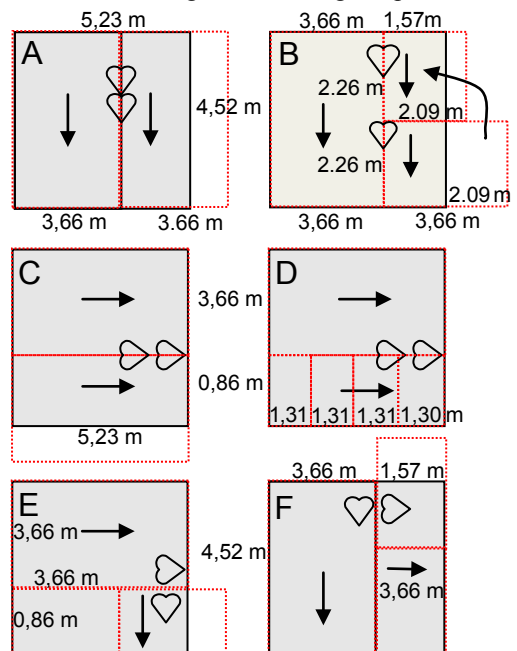 5,23 m
3,66 m 1,57m
A
B
2.26 m
4,52 m
2.09 m
2.26 m
2.09 m
3,66 m 3.66 m
3,66 m 3,66 m
C
D
3,66 m
0,86 m
1,31 1,31 1,31 1,30 m
5,23 m
3,66 m 1,57 m
E
F
3,66 m
4,52 m
3,66 m
3,66 m
0,86 m